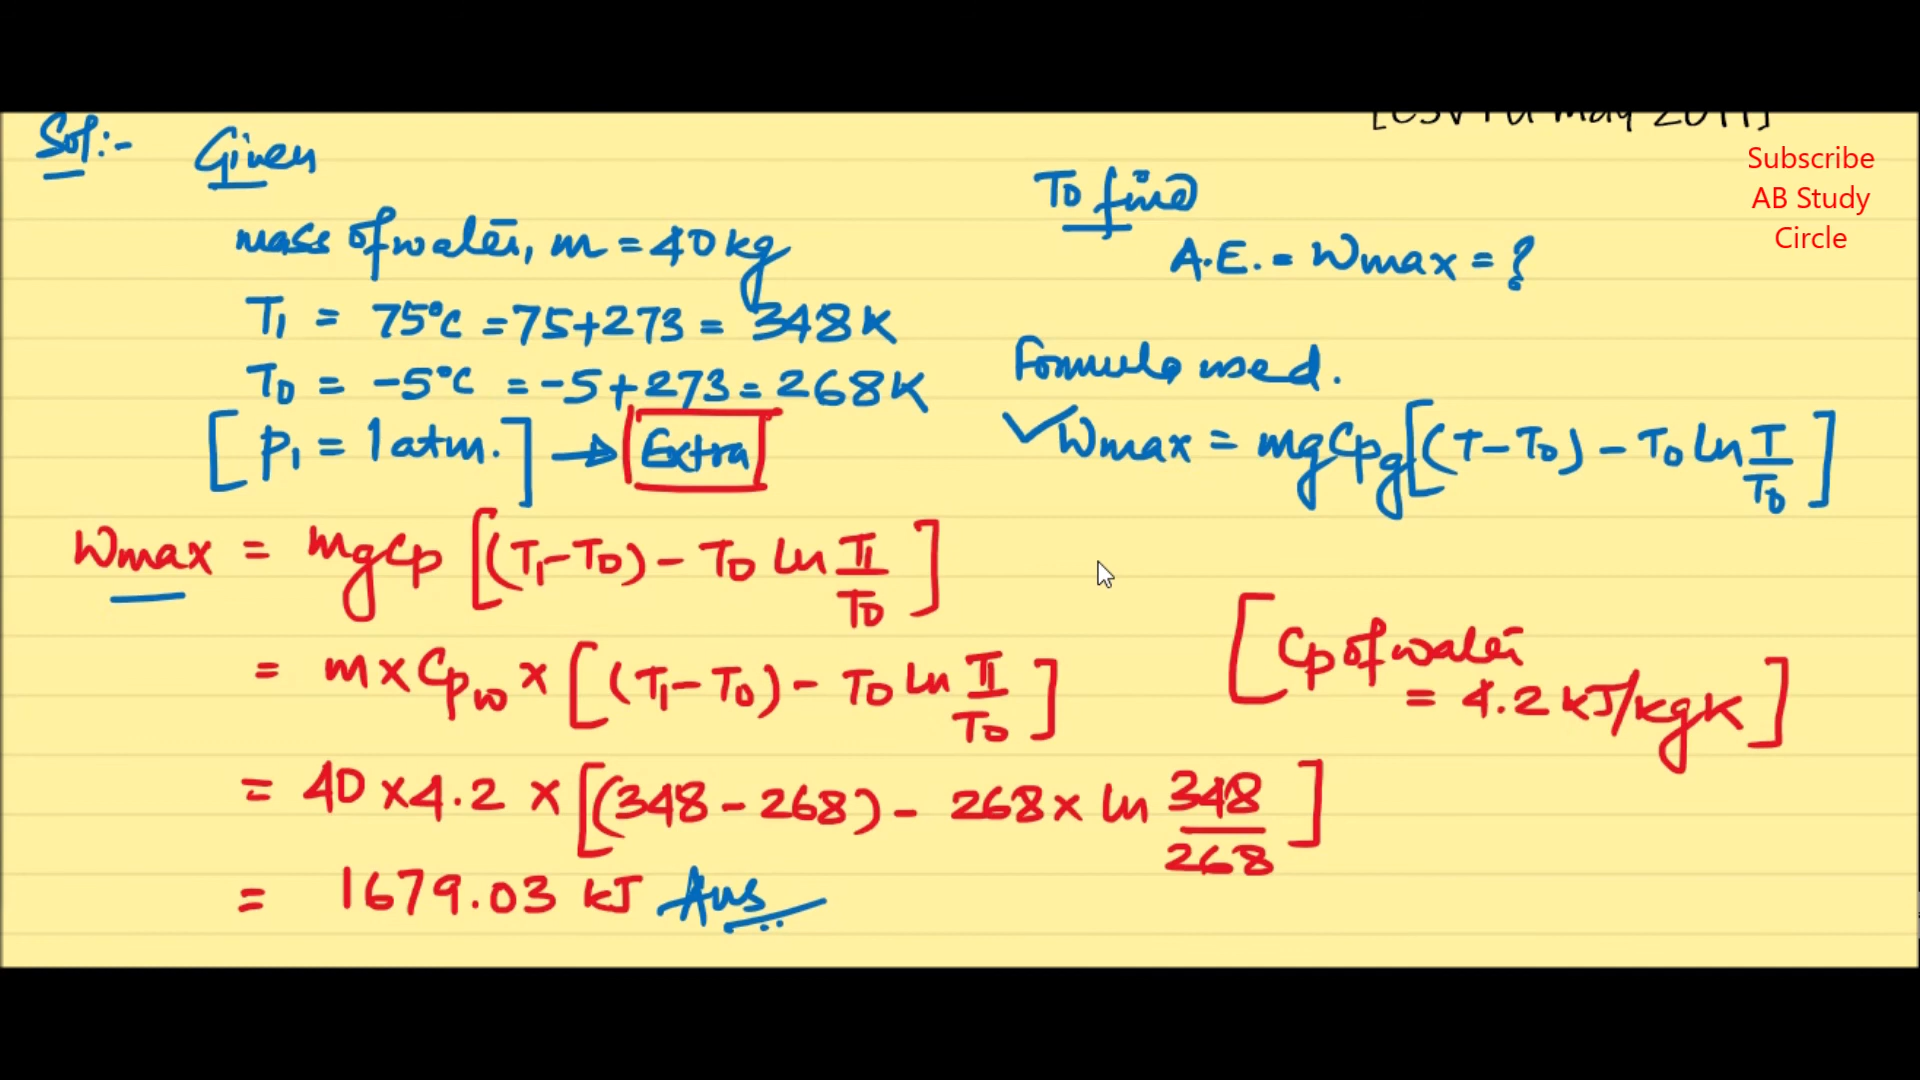 [CSVTU May 2011]
Subscribe
AB Study
Circle
Sol:- Given
mass of water, m = 40 kg
T₁ = 75°C = 75+273 = 348 K
T₀ = -5°C = -5+273 = 268 K
[ p₁ = 1 atm. ] → Extra
To find
A.E. = Wmax = ?
Formula used.
✓ Wmax = mgCpg [(T-T₀) - T₀ ln T/T₀]
Wmax = mgCp [(T₁-T₀) - T₀ ln T₁/T₀]
= m × Cpw × [(T₁-T₀) - T₀ ln T₁/T₀]
[Cp of water
= 4.2 kJ/kgK]
= 40 × 4.2 × [(348 - 268) - 268 × ln 348/268]
= 1679.03 kJ Ans